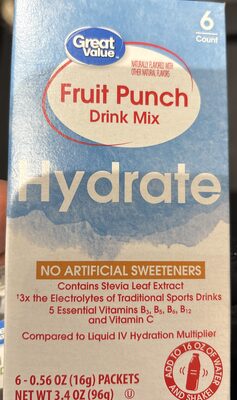 Great
Value™
6
Count
NATURALLY FLAVORED WITH
OTHER NATURAL FLAVORS
Fruit Punch
Drink Mix
Hydrate
NO ARTIFICIAL SWEETENERS
Contains Stevia Leaf Extract
†3x the Electrolytes of Traditional Sports Drinks
5 Essential Vitamins B3, B5, B6, B12
and Vitamin C
Compared to Liquid IV Hydration Multiplier
ADD TO 16 OZ OF WATER
AND SHAKE!
6 - 0.56 OZ (16g) PACKETS
NET WT 3.4 OZ (96g) U